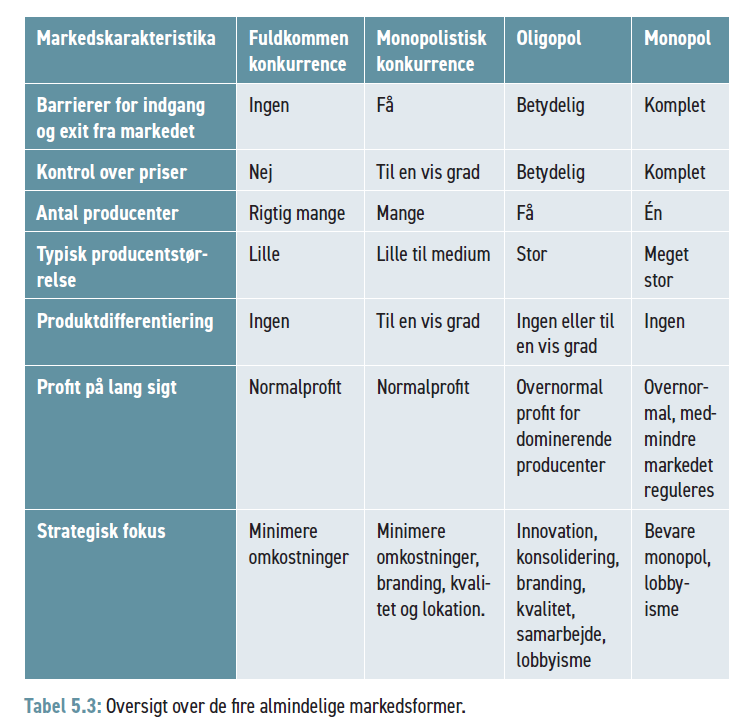 Markedskarakteristika
Fuldkommen
konkurrence
Monopolistisk
konkurrence
Oligopol
Monopol
Barrierer for indgang
og exit fra markedet
Ingen
Få
Betydelig
Komplet
Kontrol over priser
Nej
Til en vis grad
Betydelig
Komplet
Antal producenter
Rigtig mange
Mange
Få
Én
Typisk producentstør-
relse
Lille
Lille til medium
Stor
Meget
stor
Produktdifferentiering
Ingen
Til en vis grad
Ingen eller til
en vis grad
Ingen
Profit på lang sigt
Normalprofit
Normalprofit
Overnormal
profit for
dominerende
producenter
Overnor-
mal, med-
mindre
markedet
reguleres
Strategisk fokus
Minimere
omkostninger
Minimere
omkostninger,
branding, kvali-
tet og lokation.
Innovation,
konsolidering,
branding,
kvalitet,
samarbejde,
lobbyisme
Bevare
monopol,
lobby-
isme
Tabel 5.3: Oversigt over de fire almindelige markedsformer.